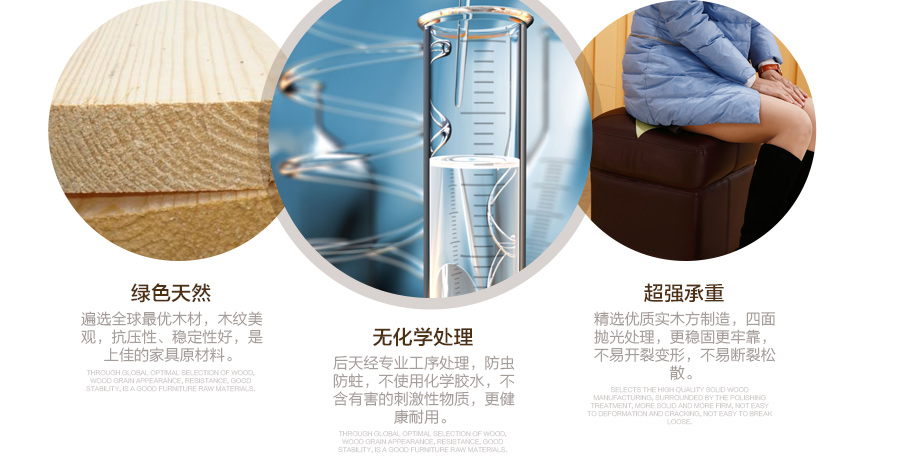 绿色天然
遍选全球最优木材，木纹美
观，抗压性、稳定性好，是
上佳的家具原材料。
THROUGH GLOBAL OPTIMAL SELECTION OF WOOD,
WOOD GRAIN APPEARANCE, RESISTANCE, GOOD
STABILITY, IS A GOOD FURNITURE RAW MATERIALS.
无化学处理
后天经专业工序处理，防虫
防蛀，不使用化学胶水，不
含有害的刺激性物质，更健
康耐用。
THROUGH GLOBAL OPTIMAL SELECTION OF WOOD,
WOOD GRAIN APPEARANCE, RESISTANCE, GOOD
STABILITY, IS A GOOD FURNITURE RAW MATERIALS.
超强承重
精选优质实木方制造，四面
抛光处理，更稳固更牢靠，
不易开裂变形，不易断裂松
散。
SELECTS THE HIGH QUALITY SOLID WOOD
MANUFACTURING, SURROUNDED BY THE POLISHING
TREATMENT, MORE SOLID AND MORE FIRM, NOT EASY
TO DEFORMATION AND CRACKING, NOT EASY TO BREAK
LOOSE.